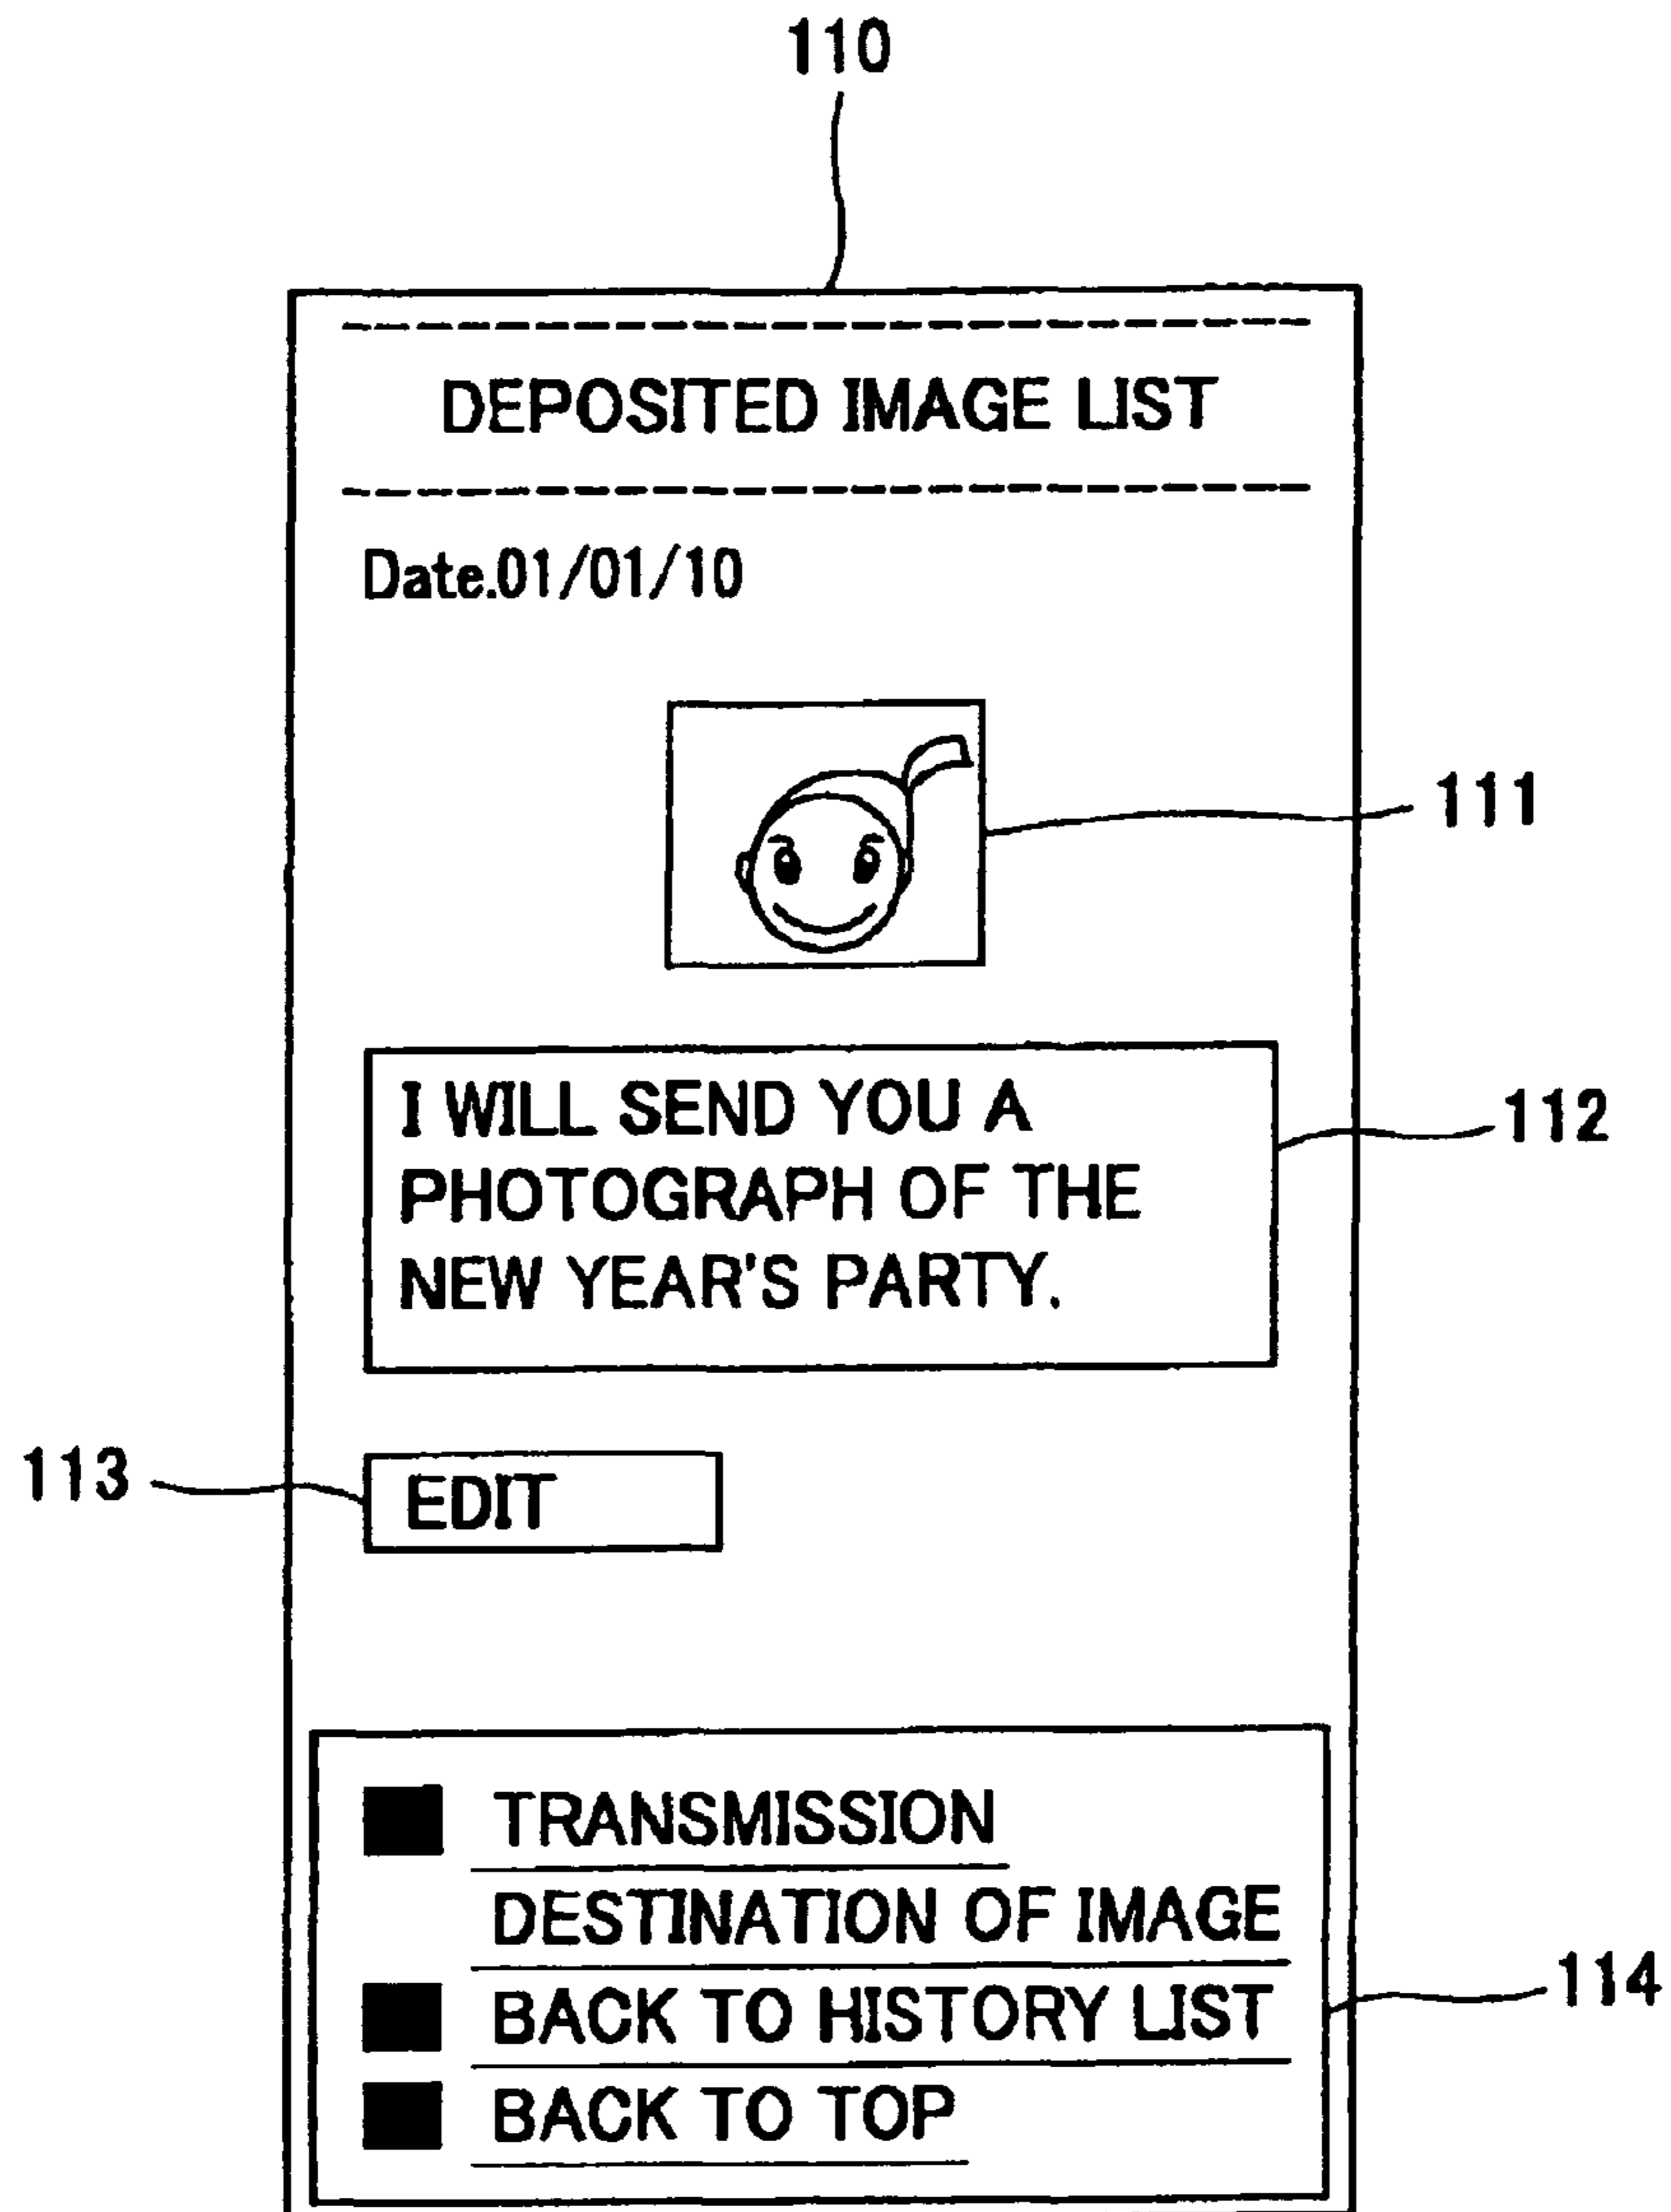 110
DEPOSITED IMAGE LIST
Date.01/01/10
111
I WILL SEND YOU A
PHOTOGRAPH OF THE
NEW YEAR'S PARTY.
112
113
EDIT
TRANSMISSION
DESTINATION OF IMAGE
BACK TO HISTORY LIST
114
BACK TO TOP